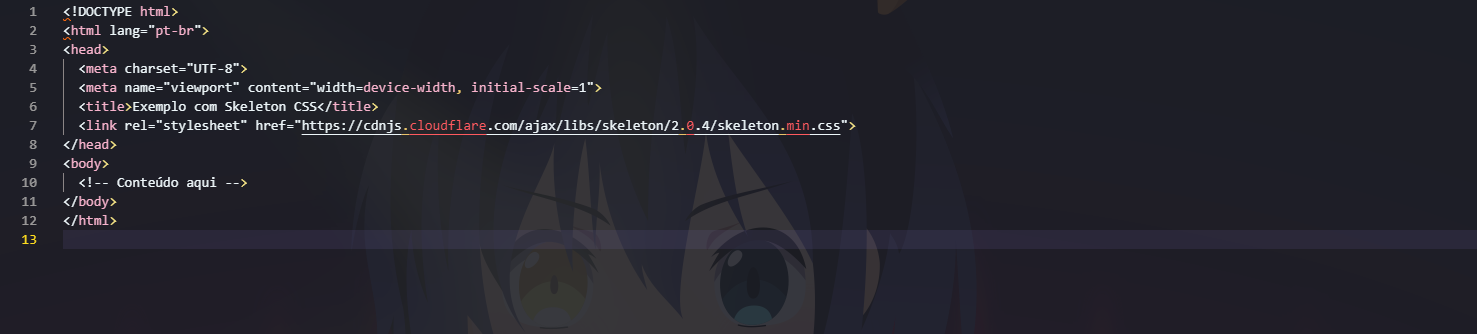 1 <!DOCTYPE html>
2 <html lang="pt-br">
3 <head>
4 <meta charset="UTF-8">
5 <meta name="viewport" content="width=device-width, initial-scale=1">
6 <title>Exemplo com Skeleton CSS</title>
7 <link rel="stylesheet" href="https://cdnjs.cloudflare.com/ajax/libs/skeleton/2.0.4/skeleton.min.css">
8 </head>
9 <body>
10 <!-- Conteúdo aqui -->
11 </body>
12 </html>
13